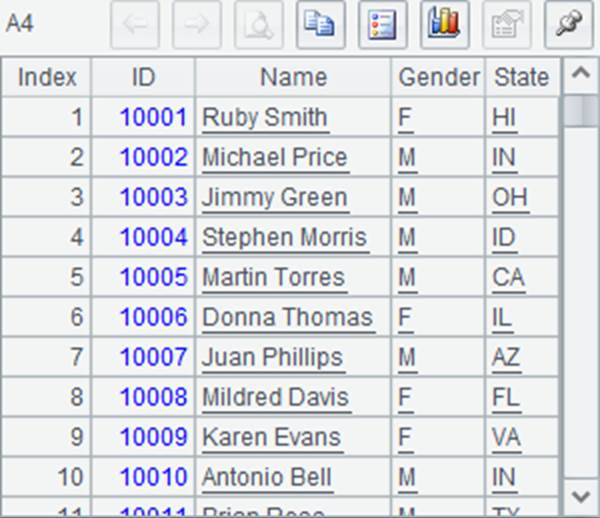 A4
Index ID Name Gender State
1 10001 Ruby Smith F HI
2 10002 Michael Price M IN
3 10003 Jimmy Green M OH
4 10004 Stephen Morris M ID
5 10005 Martin Torres M CA
6 10006 Donna Thomas F IL
7 10007 Juan Phillips M AZ
8 10008 Mildred Davis F FL
9 10009 Karen Evans F VA
10 10010 Antonio Bell M IN
11 10011 Brian M TX